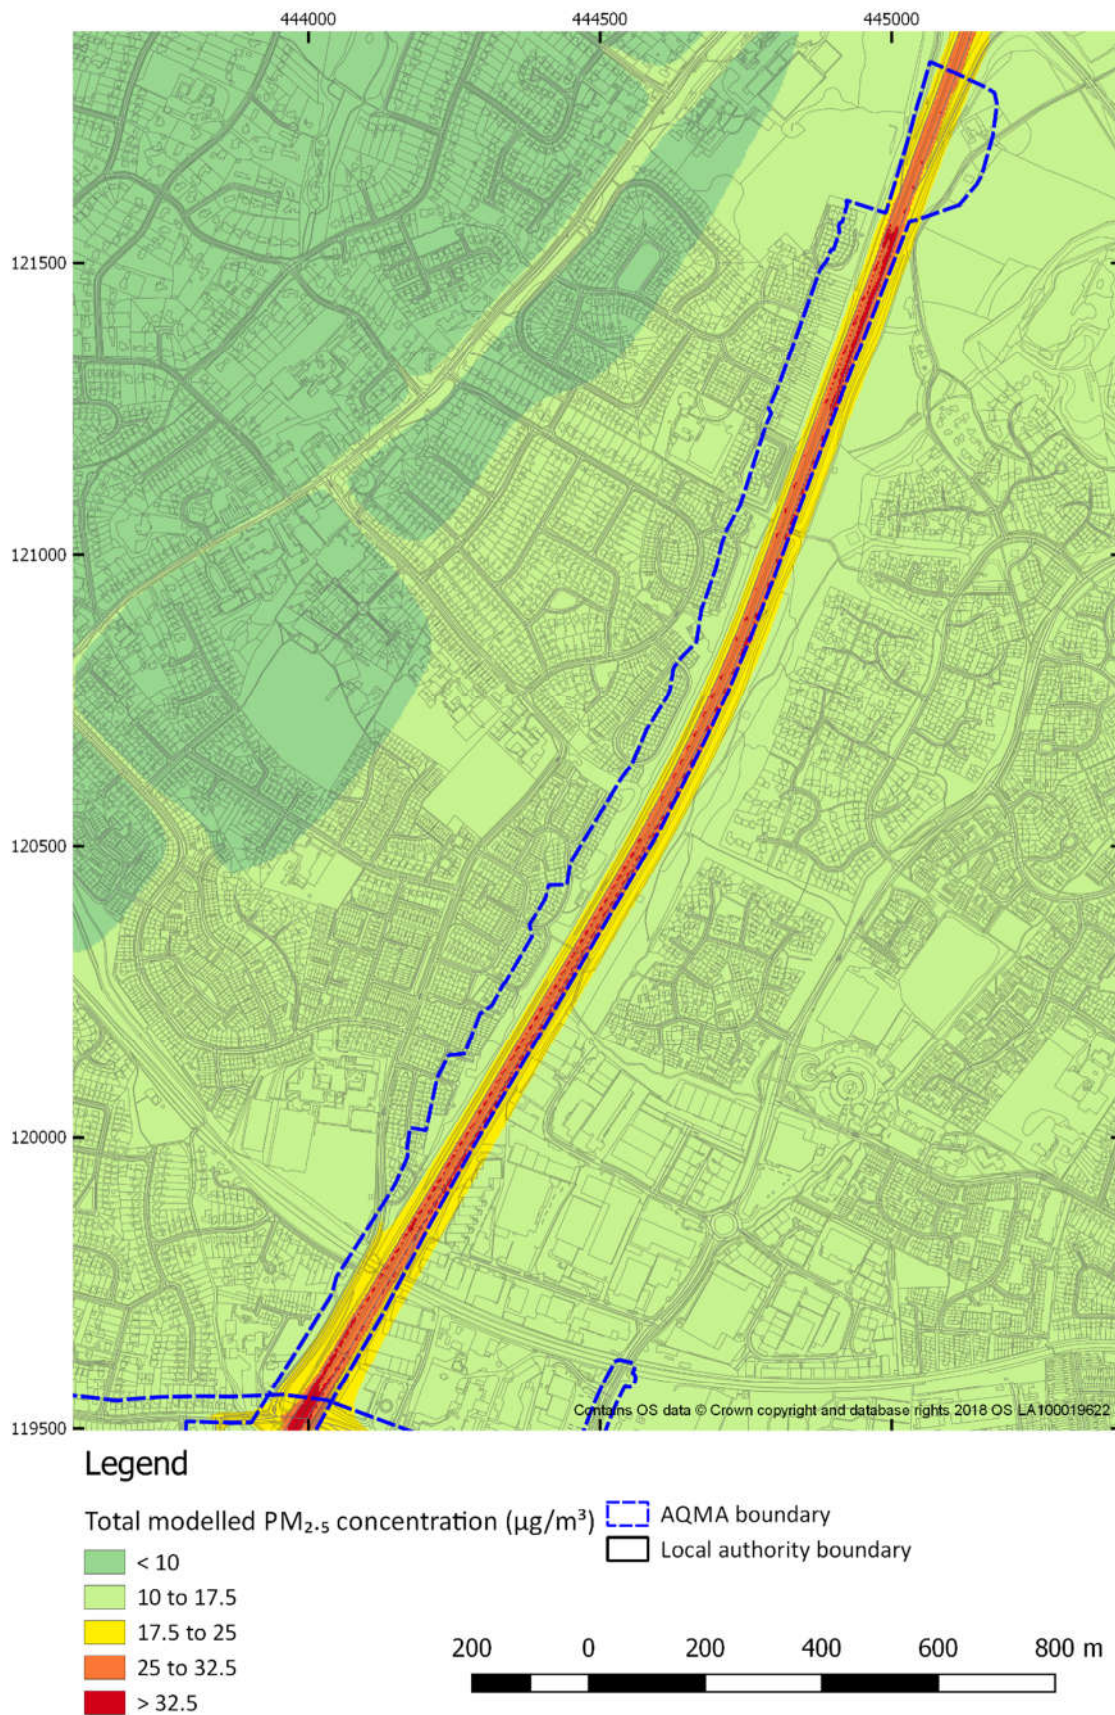 444000 444500 445000
121500
121000
120500
120000
119500
Contains OS data © Crown copyright and database rights 2018 OS LA100019622
Legend
Total modelled PM₂.₅ concentration (µg/m³)
< 10
10 to 17.5
17.5 to 25
25 to 32.5
> 32.5
AQMA boundary
Local authority boundary
200 0 200 400 600 800 m